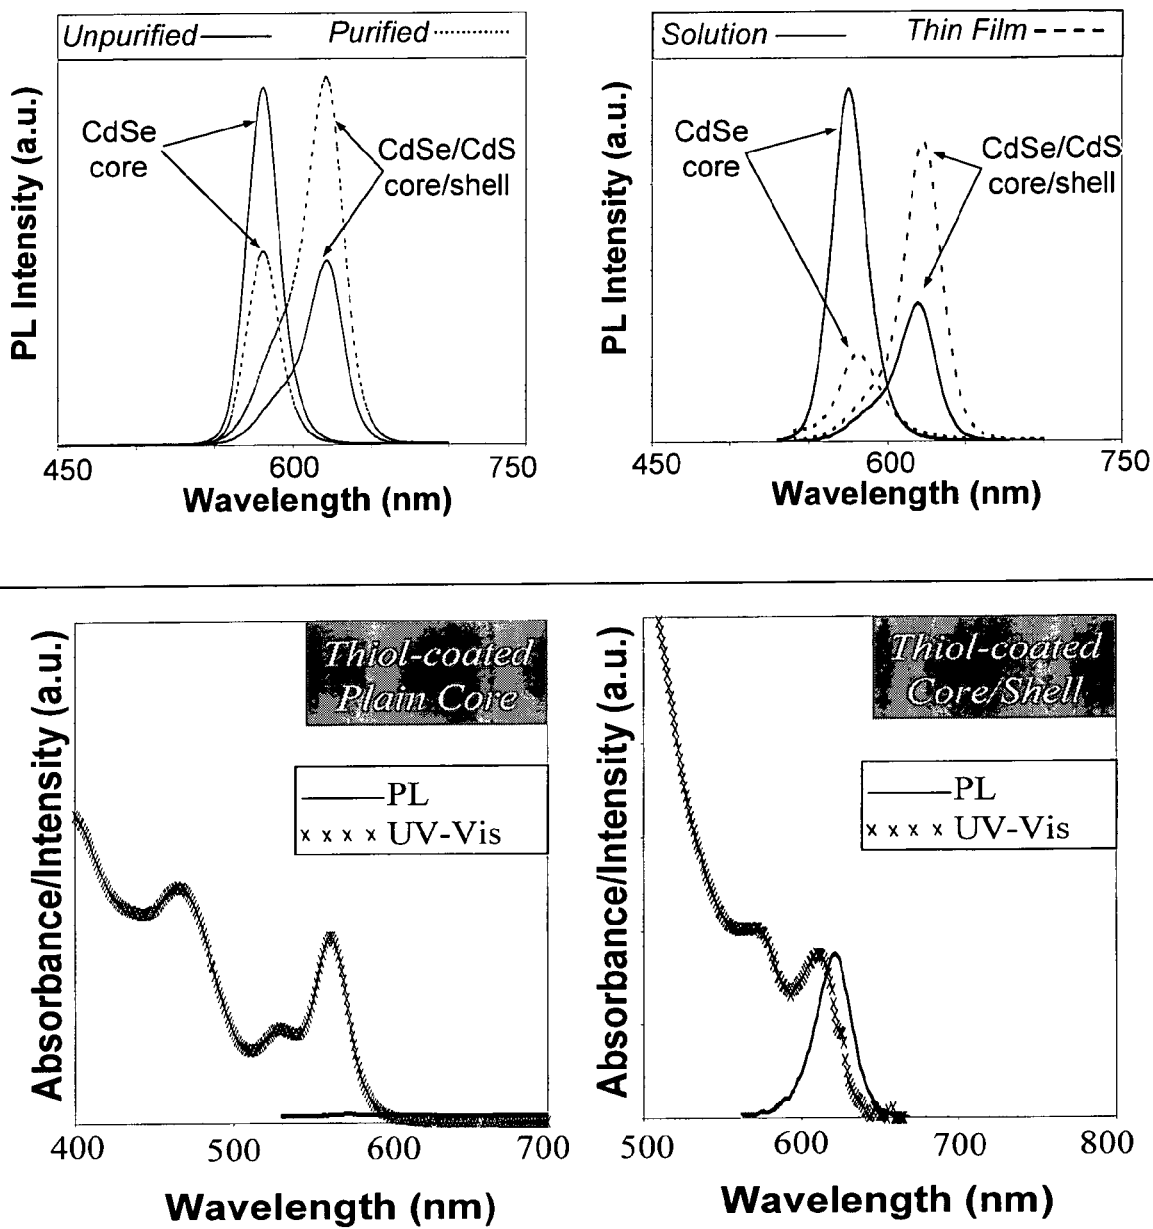 Unpurified Purified
PL Intensity (a.u.)
CdSe
core
CdSe/CdS
core/shell
450 600 750
Wavelength (nm)
Solution Thin Film
PL Intensity (a.u.)
CdSe
core
CdSe/CdS
core/shell
450 600 750
Wavelength (nm)
Absorbance/Intensity (a.u.)
Thiol-coated
Plain Core
PL
UV-Vis
400 500 600 700
Wavelength (nm)
Absorbance/Intensity (a.u.)
Thiol-coated
Core/Shell
PL
UV-Vis
500 600 700 800
Wavelength (nm)